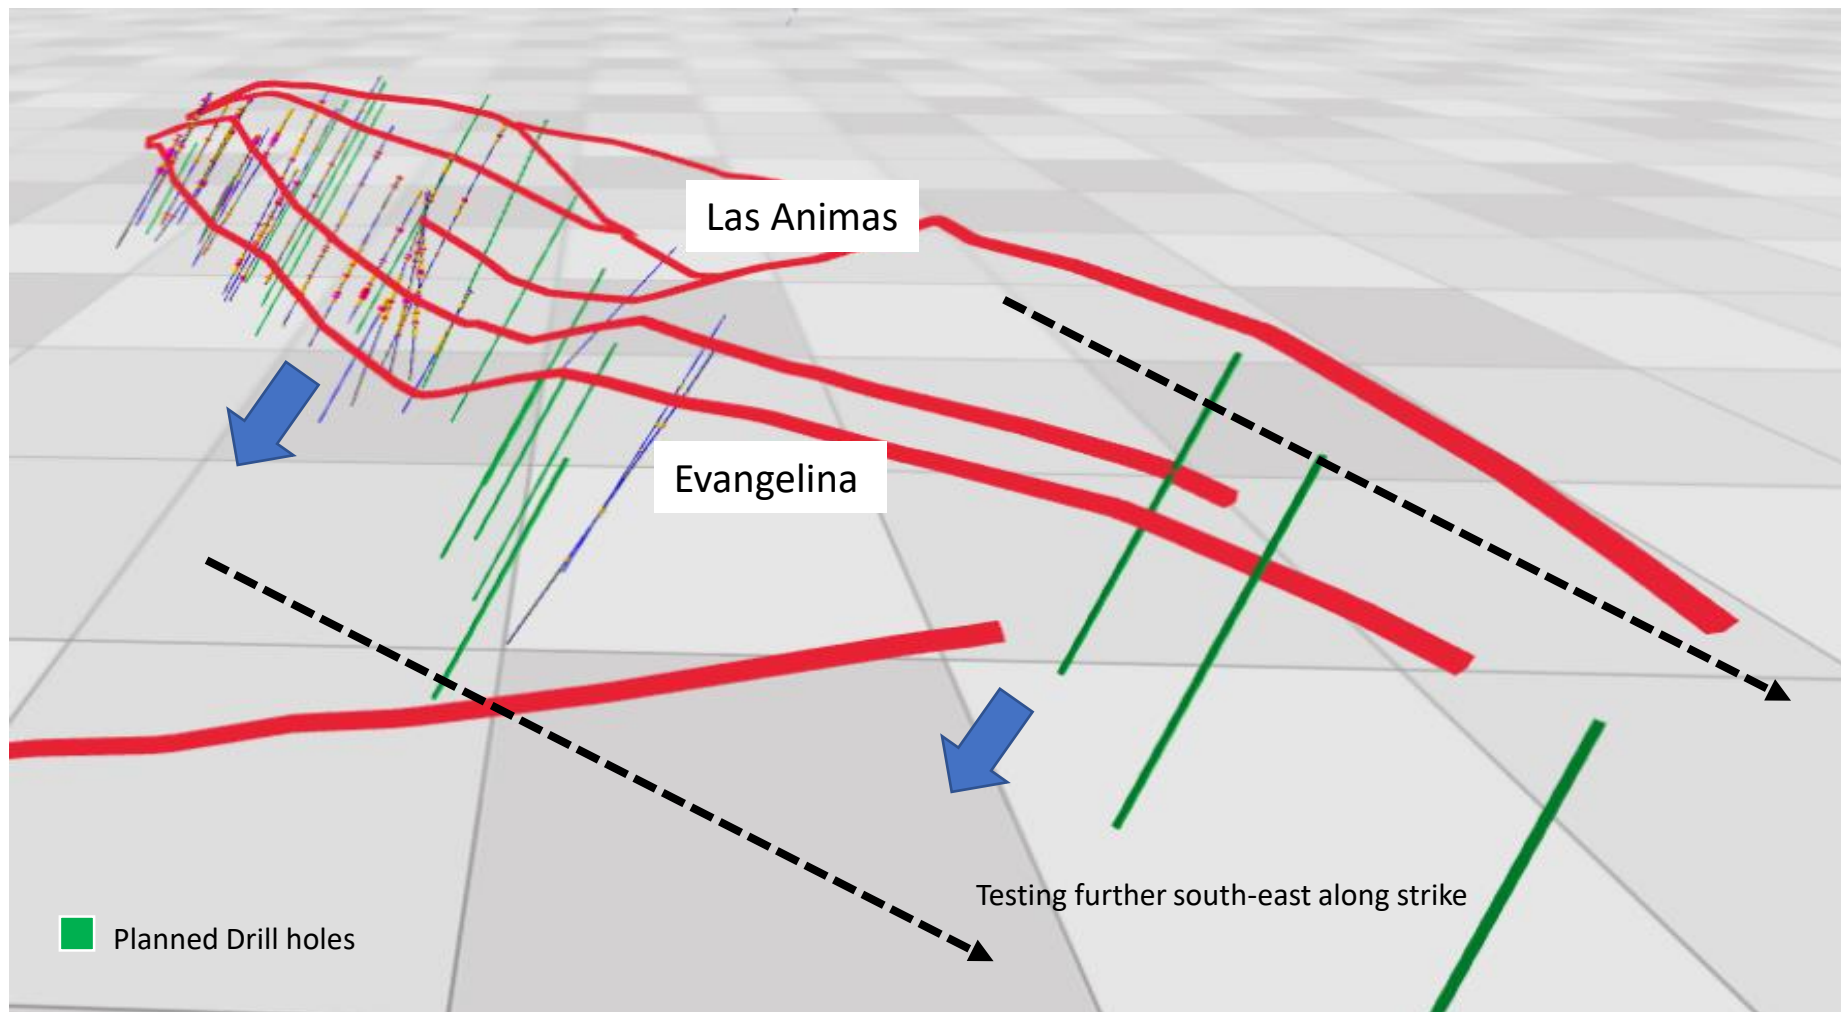 Las Animas
Evangelina
Testing further south-east along strike
Planned Drill holes